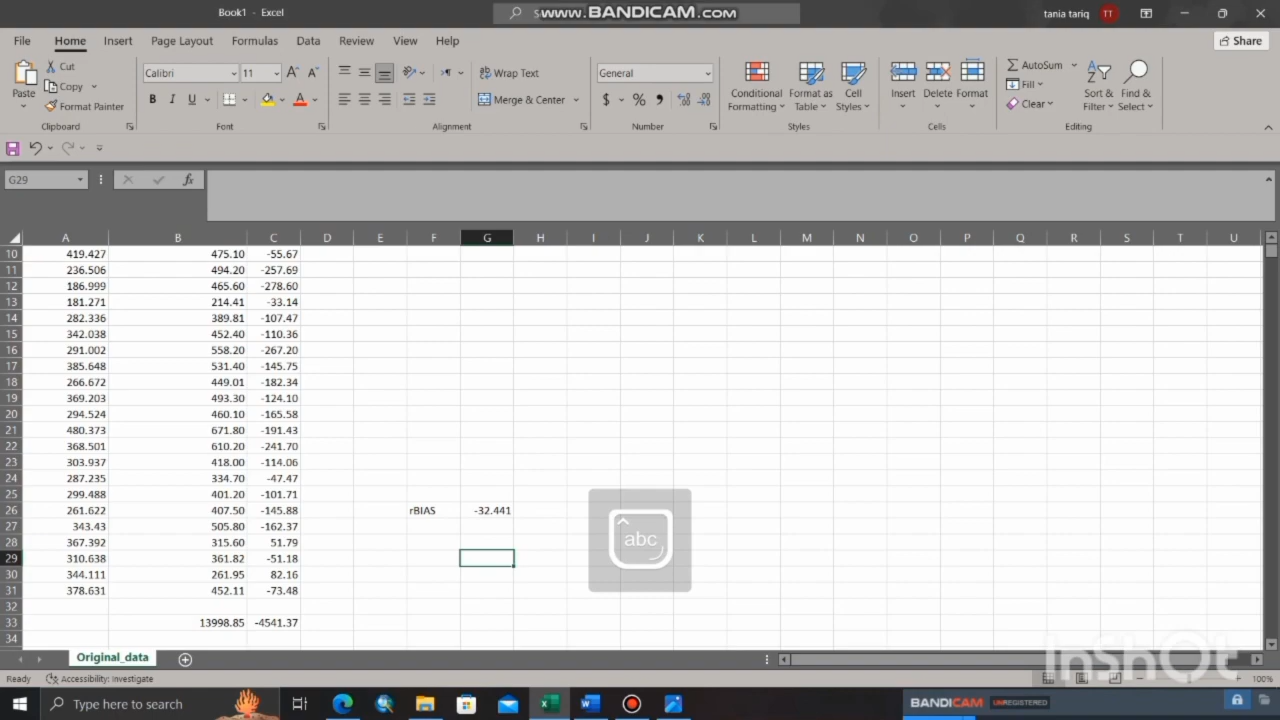 Book1 - Excel
S
www.BANDICAM.com
tania tariq
TT
File Home Insert Page Layout Formulas Data Review View Help
Share
Paste
Cut
Copy
Format Painter
Clipboard
Calibri 11
B I U
Font
Wrap Text
Merge & Center
Alignment
General
$ % 9
Number
Conditional Formatting
Format as Table
Cell Styles
Styles
Insert Delete Format
Cells
AutoSum
Fill
Clear
Sort & Filter
Find & Select
Editing
G29
fx
A B C D E F G H I J K L M N O P Q R S T U
10 419.427 475.10 -55.67
11 236.506 494.20 -257.69
12 186.999 465.60 -278.60
13 181.271 214.41 -33.14
14 282.336 389.81 -107.47
15 342.038 452.40 -110.36
16 291.002 558.20 -267.20
17 385.648 531.40 -145.75
18 266.672 449.01 -182.34
19 369.203 493.30 -124.10
20 294.524 460.10 -165.58
21 480.373 671.80 -191.43
22 368.501 610.20 -241.70
23 303.937 418.00 -114.06
24 287.235 334.70 -47.47
25 299.488 401.20 -101.71
26 261.622 407.50 -145.88 rBIAS -32.441
27 343.43 505.80 -162.37
28 367.392 315.60 51.79
29 310.638 361.82 -51.18
30 344.111 261.95 82.16
31 378.631 452.11 -73.48
32
33 13998.85 -4541.37
34
abc
Original_data
InShOt
Ready
Accessibility: Investigate
100%
Type here to search
BANDICAM UNREGISTERED